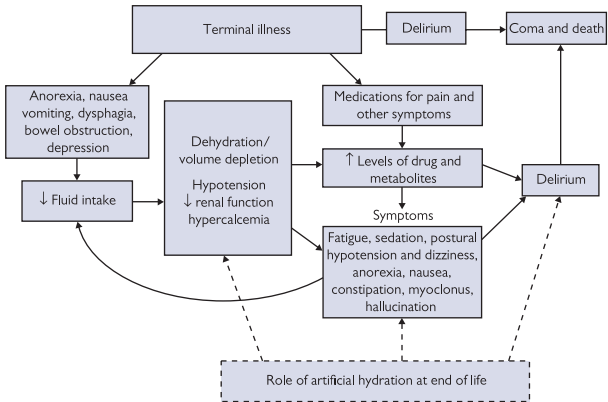 Terminal illness
Delirium
Coma and death
Anorexia, nausea
vomiting, dysphagia,
bowel obstruction,
depression
Medications for pain and
other symptoms
Dehydration/
volume depletion
Hypotension
↓ renal function
hypercalcemia
↑ Levels of drug and
metabolites
Delirium
↓ Fluid intake
Symptoms
Fatigue, sedation, postural
hypotension and dizziness,
anorexia, nausea,
constipation, myoclonus,
hallucination
Role of artificial hydration at end of life